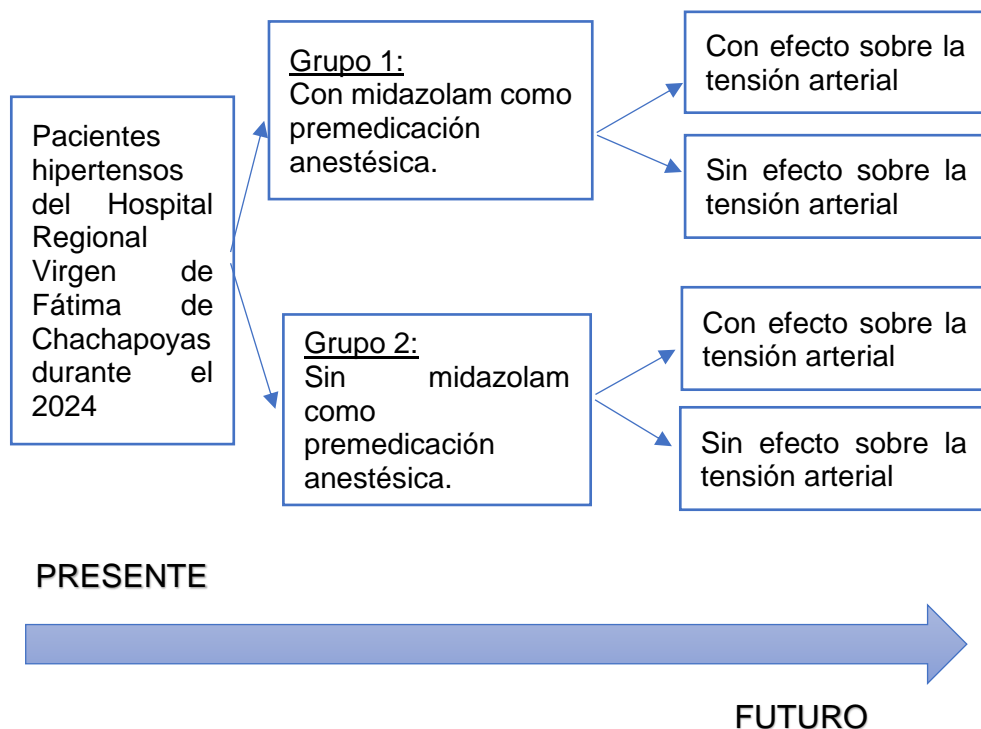 Pacientes
hipertensos
del Hospital
Regional
Virgen de
Fátima de
Chachapoyas
durante el
2024
Grupo 1:
Con midazolam como
premedicación
anestésica.
Con efecto sobre la
tensión arterial
Sin efecto sobre la
tensión arterial
Grupo 2:
Sin midazolam
como
premedicación
anestésica.
Con efecto sobre la
tensión arterial
Sin efecto sobre la
tensión arterial
PRESENTE
FUTURO